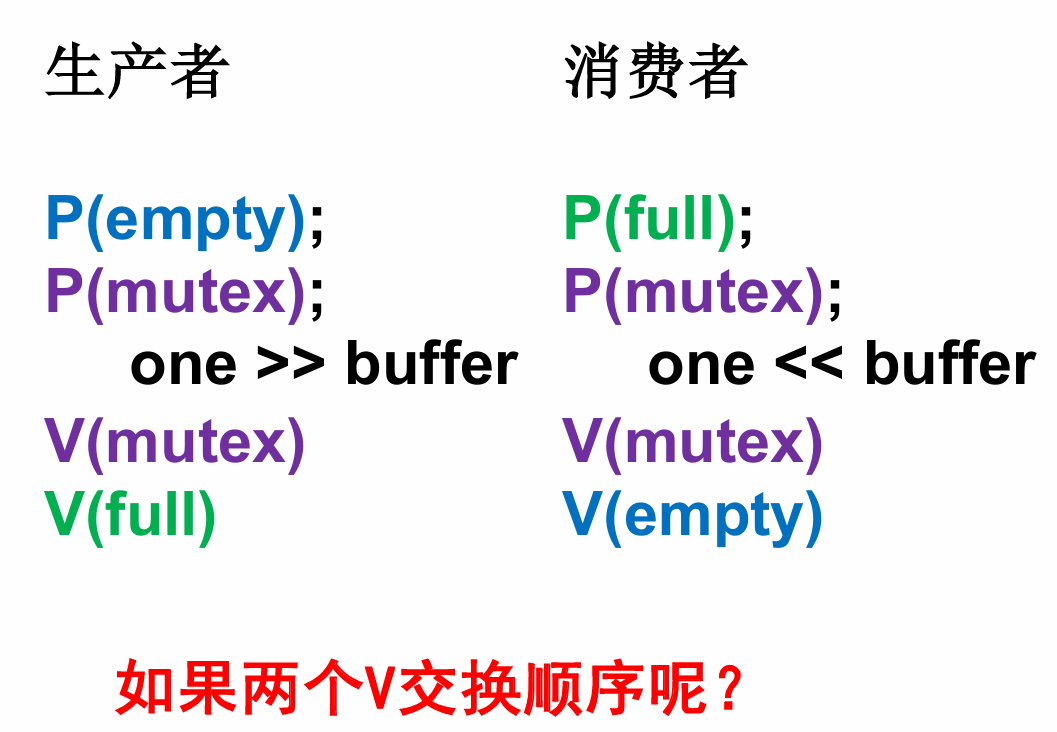 生产者 消费者
P(empty); P(full);
P(mutex); P(mutex);
one >> buffer one << buffer
V(mutex) V(mutex)
V(full) V(empty)
如果两个V交换顺序呢？